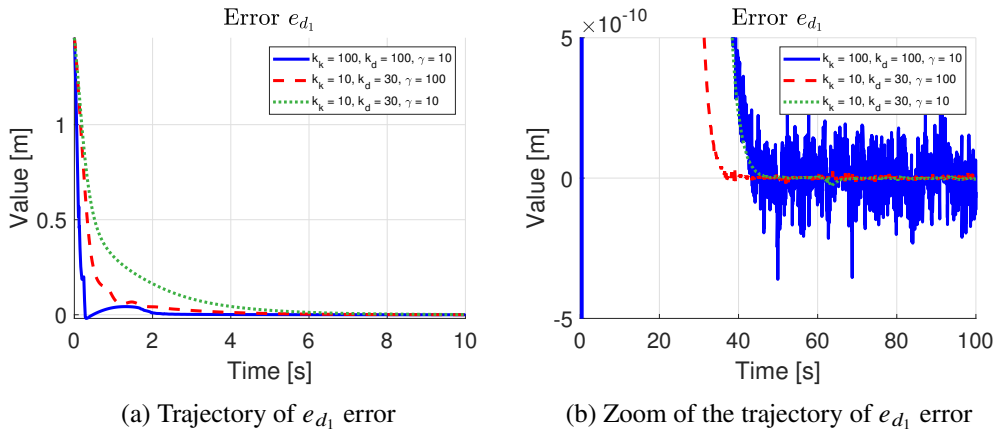 Error e_{d_1}
k_k = 100, k_d = 100, γ = 10
k_k = 10, k_d = 30, γ = 100
k_k = 10, k_d = 30, γ = 10
1
0.5
0
Value [m]
0 2 4 6 8 10
Time [s]
(a) Trajectory of e_{d_1} error
×10^{-10}
Error e_{d_1}
k_k = 100, k_d = 100, γ = 10
k_k = 10, k_d = 30, γ = 100
k_k = 10, k_d = 30, γ = 10
5
0
-5
Value [m]
0 20 40 60 80 100
Time [s]
(b) Zoom of the trajectory of e_{d_1} error